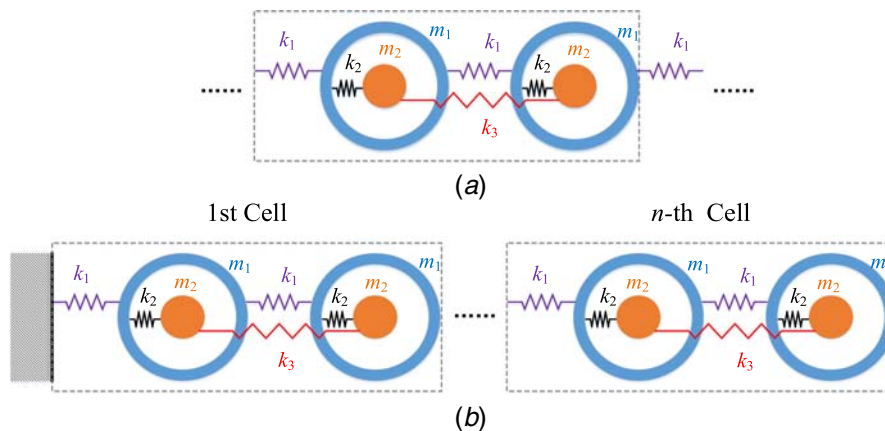 k₁ m₁ k₁ m₁ k₁
k₂ m₂ k₂ m₂
...... ......
k₃
(a)
1st Cell n-th Cell
k₁ m₁ k₁ m₁ k₁ m₁ k₁ m
k₂ m₂ k₂ m₂ k₂ m₂ k₂ m₂
......
k₃ k₃
(b)